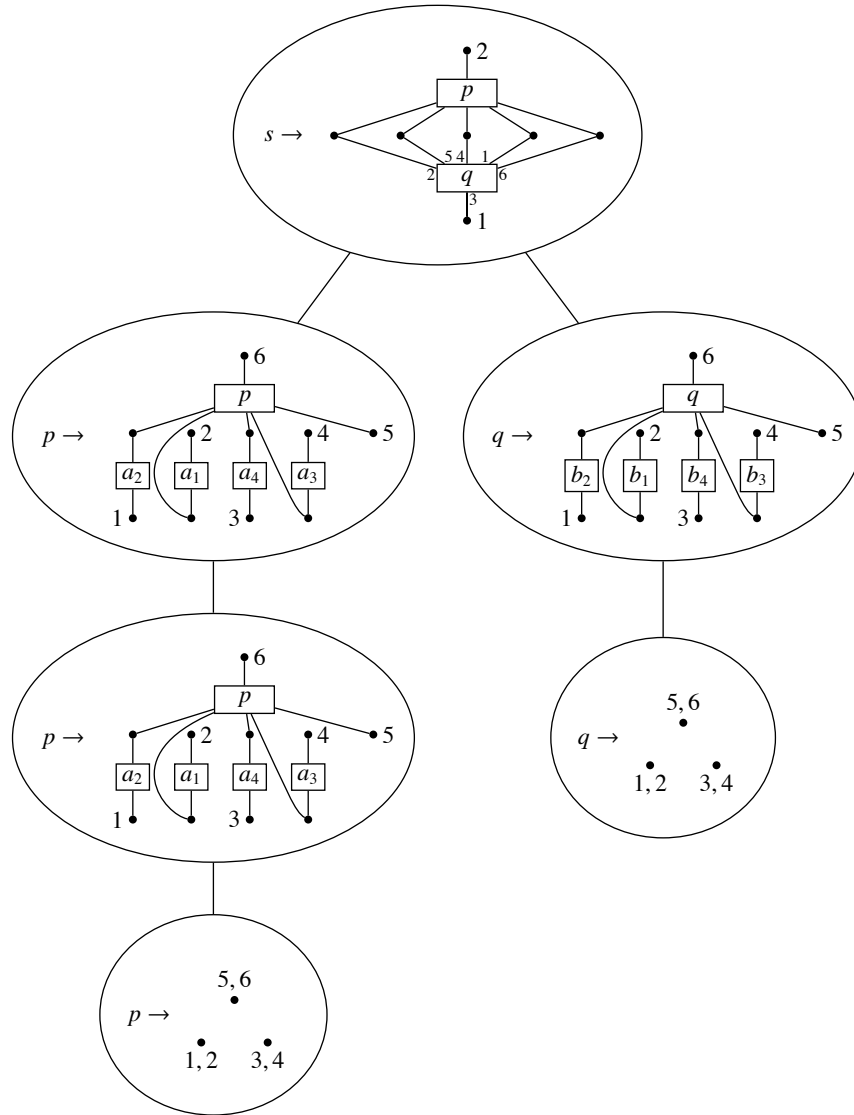 2
p
s →
5 4 1
2 q 6
3
1
6
p
p → 2 4 5
a₂ a₁ a₄ a₃
1 3
6
q
q → 2 4 5
b₂ b₁ b₄ b₃
1 3
6
p
p → 2 4 5
a₂ a₁ a₄ a₃
1 3
5, 6
q →
1, 2 3, 4
5, 6
p →
1, 2 3, 4